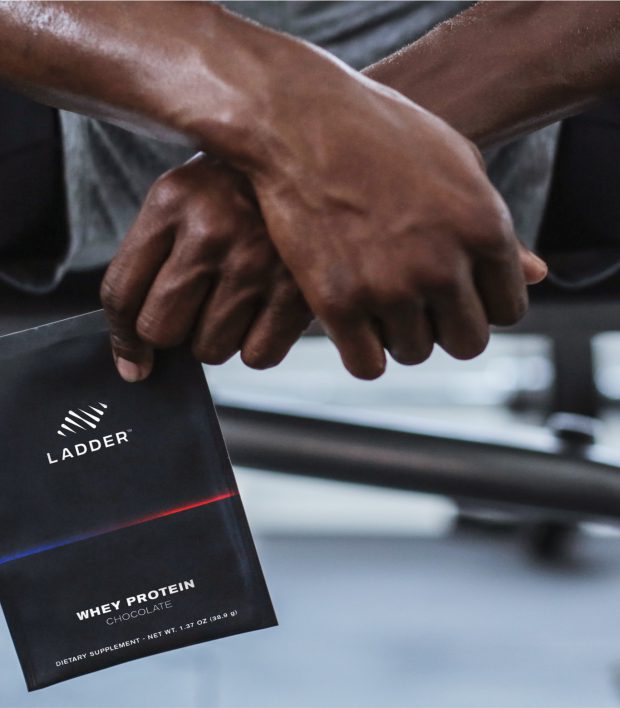 LADDER™
WHEY PROTEIN
CHOCOLATE
DIETARY SUPPLEMENT - NET WT. 1.37 OZ (38.9 g)